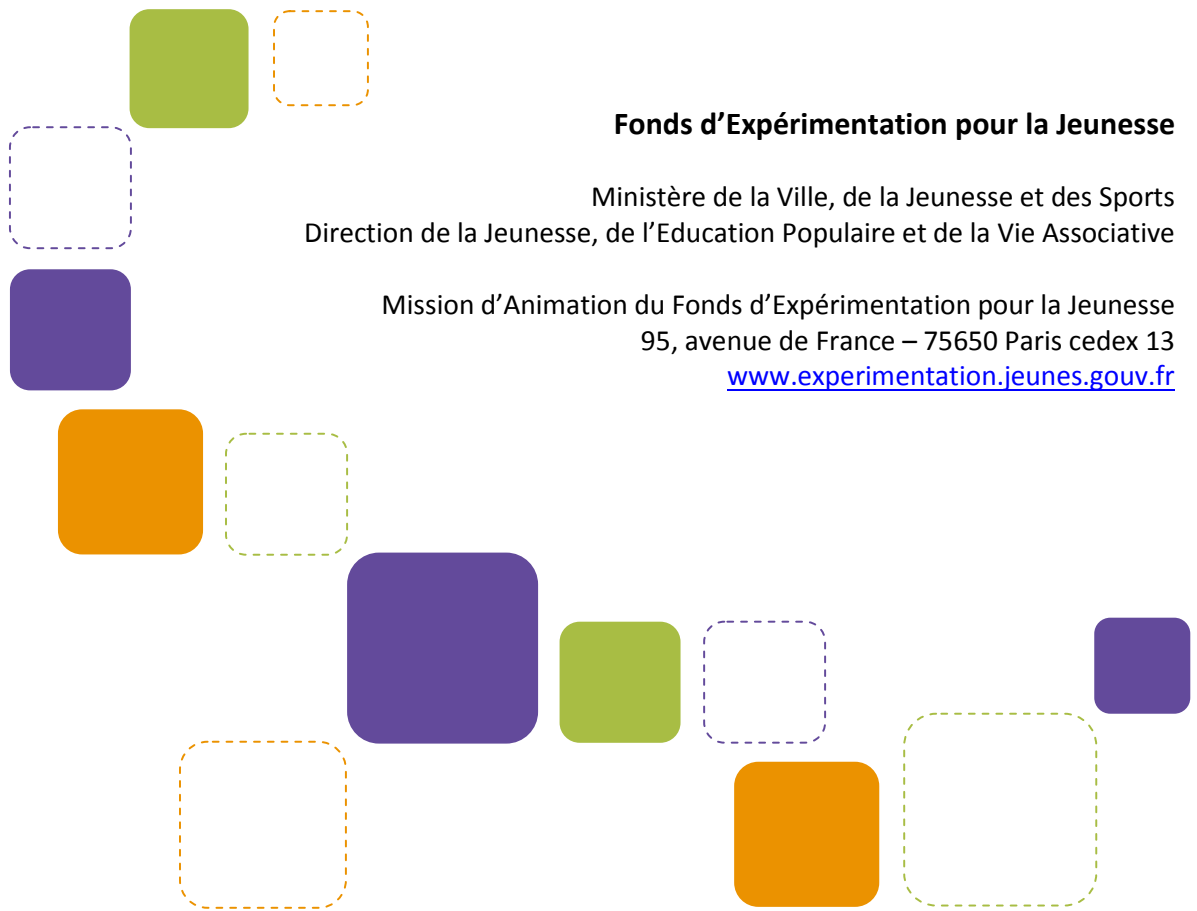 Fonds d’Expérimentation pour la Jeunesse
Ministère de la Ville, de la Jeunesse et des Sports
Direction de la Jeunesse, de l’Education Populaire et de la Vie Associative
Mission d’Animation du Fonds d’Expérimentation pour la Jeunesse
95, avenue de France – 75650 Paris cedex 13
www.experimentation.jeunes.gouv.fr